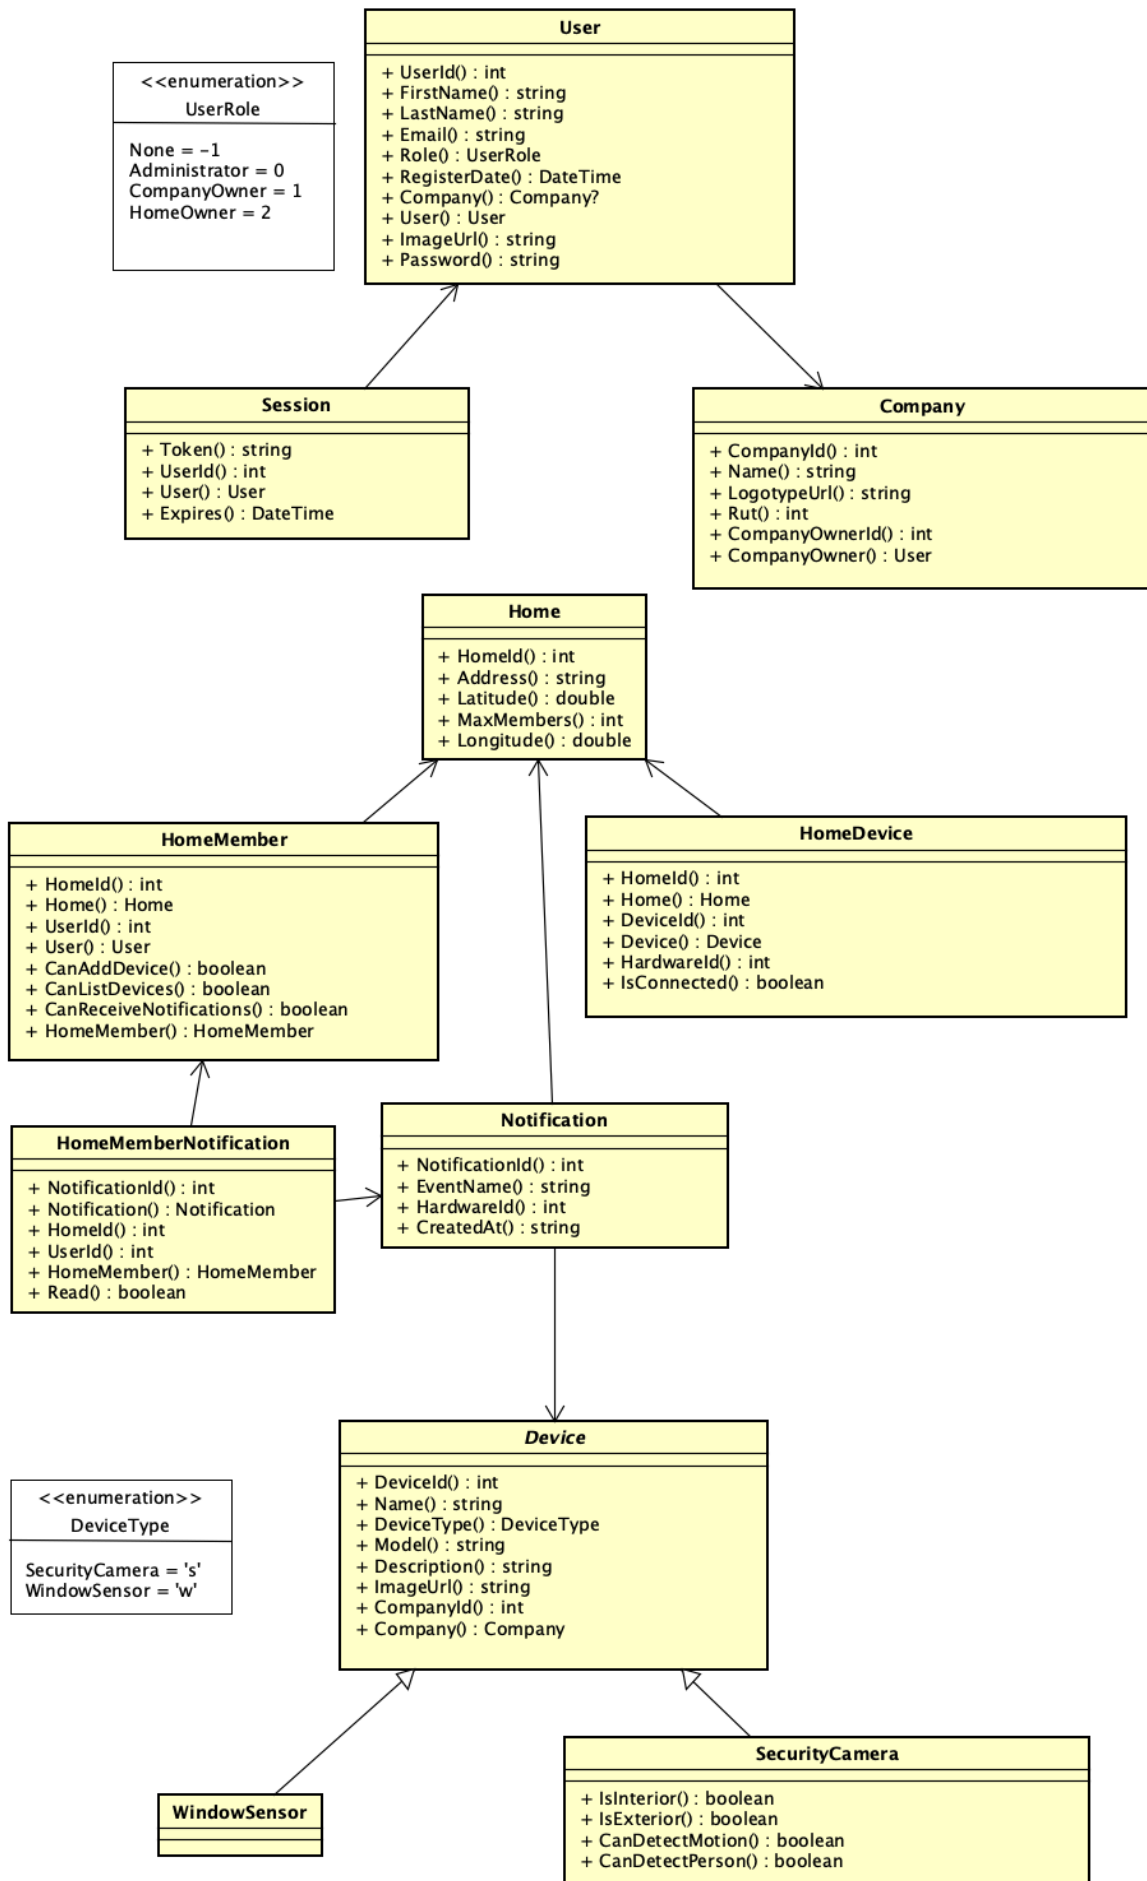 User
+ UserId() : int
+ FirstName() : string
+ LastName() : string
+ Email() : string
+ Role() : UserRole
+ RegisterDate() : DateTime
+ Company() : Company?
+ User() : User
+ ImageUrl() : string
+ Password() : string
<<enumeration>>
UserRole
None = -1
Administrator = 0
CompanyOwner = 1
HomeOwner = 2
Session
+ Token() : string
+ UserId() : int
+ User() : User
+ Expires() : DateTime
Company
+ CompanyId() : int
+ Name() : string
+ LogotypeUrl() : string
+ Rut() : int
+ CompanyOwnerId() : int
+ CompanyOwner() : User
Home
+ HomeId() : int
+ Address() : string
+ Latitude() : double
+ MaxMembers() : int
+ Longitude() : double
HomeMember
+ HomeId() : int
+ Home() : Home
+ UserId() : int
+ User() : User
+ CanAddDevice() : boolean
+ CanListDevices() : boolean
+ CanReceiveNotifications() : boolean
+ HomeMember() : HomeMember
HomeDevice
+ HomeId() : int
+ Home() : Home
+ DeviceId() : int
+ Device() : Device
+ HardwareId() : int
+ IsConnected() : boolean
HomeMemberNotification
+ NotificationId() : int
+ Notification() : Notification
+ HomeId() : int
+ UserId() : int
+ HomeMember() : HomeMember
+ Read() : boolean
Notification
+ NotificationId() : int
+ EventName() : string
+ HardwareId() : int
+ CreatedAt() : string
Device
+ DeviceId() : int
+ Name() : string
+ DeviceType() : DeviceType
+ Model() : string
+ Description() : string
+ ImageUrl() : string
+ CompanyId() : int
+ Company() : Company
<<enumeration>>
DeviceType
SecurityCamera = 's'
WindowSensor = 'w'
WindowSensor
SecurityCamera
+ IsInterior() : boolean
+ IsExterior() : boolean
+ CanDetectMotion() : boolean
+ CanDetectPerson() : boolean